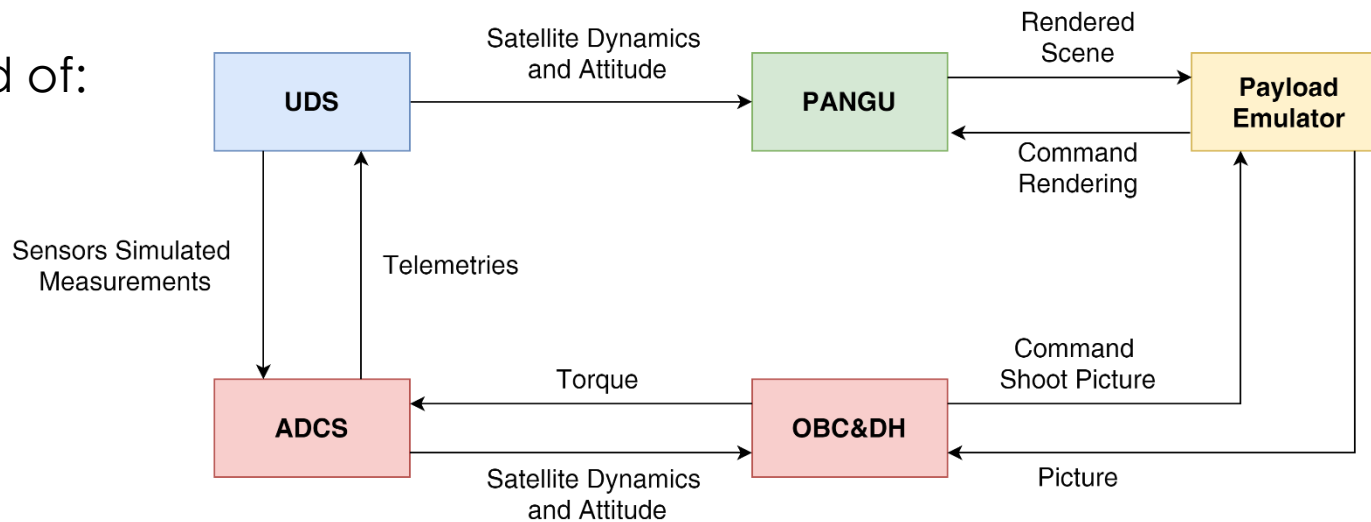 d of:
Satellite Dynamics
and Attitude
Rendered
Scene
UDS
PANGU
Payload
Emulator
Command
Rendering
Sensors Simulated
Measurements
Telemetries
Torque
Command
Shoot Picture
ADCS
OBC&DH
Satellite Dynamics
and Attitude
Picture